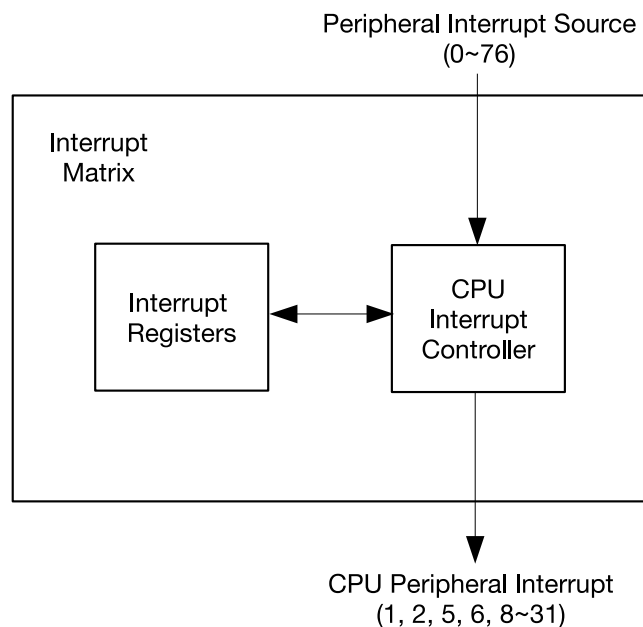 Peripheral Interrupt Source
(0~76)
Interrupt
Matrix
Interrupt
Registers
CPU
Interrupt
Controller
CPU Peripheral Interrupt
(1, 2, 5, 6, 8~31)